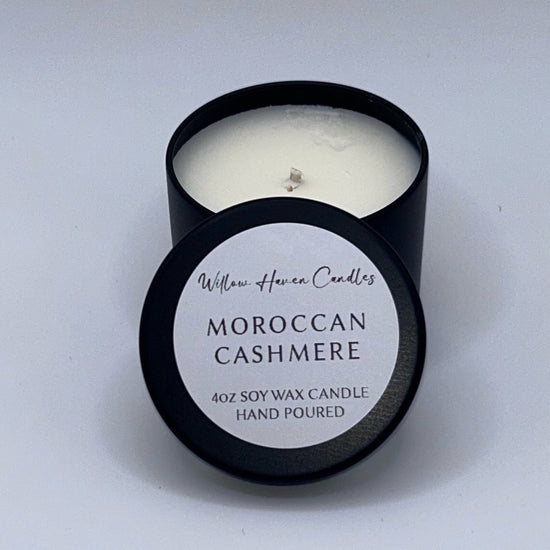 Willow Haven Candles
MOROCCAN
CASHMERE
4OZ SOY WAX CANDLE
HAND POURED